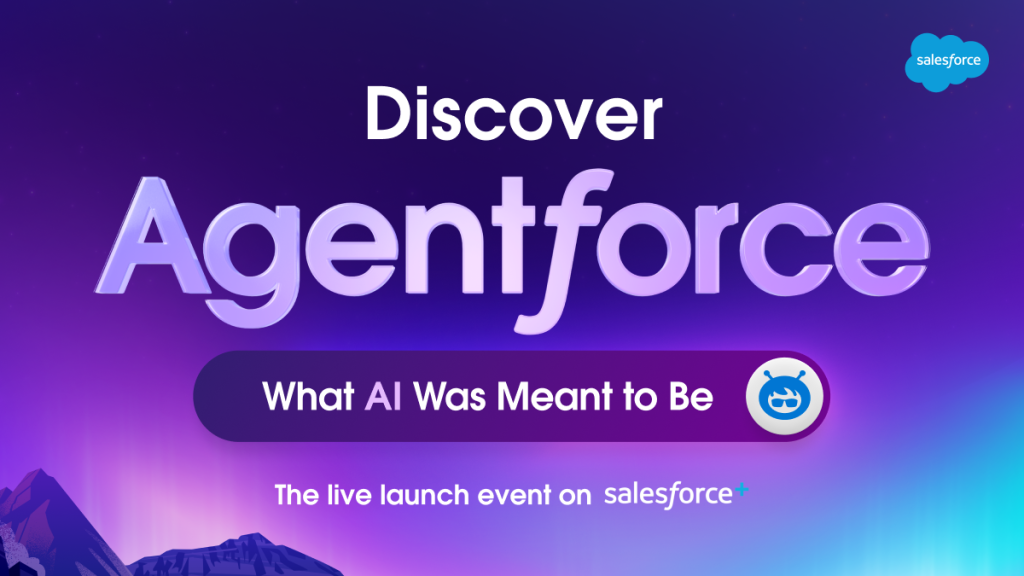 salesforce
Discover
Agentforce
What AI Was Meant to Be
The live launch event on salesforce+